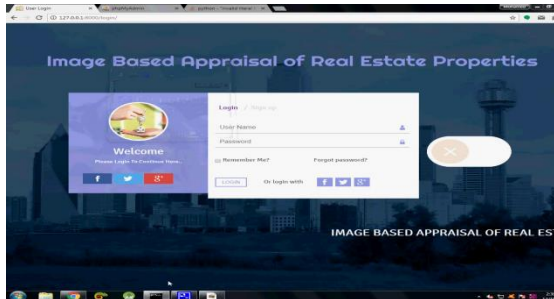 User Login
phpMyAdmin
127.0.0.1:8000/login/
Image Based Appraisal of Real Estate Properties
Login / Sign up
User Name
Password
Welcome
Please Login To Continue Here..
Remember Me? Forgot password?
LOGIN Or login with
IMAGE BASED APPRAISAL OF REAL ES